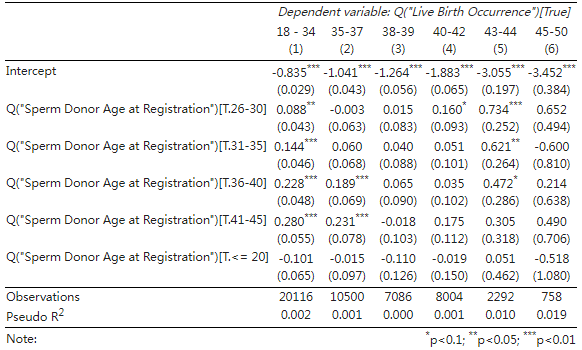 Dependent variable: Q("Live Birth Occurrence")[True]
18 - 34 35-37 38-39 40-42 43-44 45-50
(1) (2) (3) (4) (5) (6)
Intercept -0.835*** -1.041*** -1.264*** -1.883*** -3.055*** -3.452***
(0.029) (0.043) (0.056) (0.065) (0.197) (0.384)
Q("Sperm Donor Age at Registration")[T.26-30] 0.088** -0.003 0.015 0.160* 0.734*** 0.652
(0.043) (0.063) (0.083) (0.093) (0.252) (0.494)
Q("Sperm Donor Age at Registration")[T.31-35] 0.144*** 0.060 0.040 0.051 0.621** -0.600
(0.046) (0.068) (0.088) (0.101) (0.264) (0.810)
Q("Sperm Donor Age at Registration")[T.36-40] 0.228*** 0.189*** 0.065 0.035 0.472* 0.214
(0.048) (0.069) (0.090) (0.102) (0.286) (0.638)
Q("Sperm Donor Age at Registration")[T.41-45] 0.280*** 0.231*** -0.018 0.175 0.305 0.490
(0.055) (0.078) (0.103) (0.112) (0.318) (0.706)
Q("Sperm Donor Age at Registration")[T.<= 20] -0.101 -0.015 -0.110 -0.019 0.051 -0.518
(0.065) (0.097) (0.126) (0.150) (0.462) (1.080)
Observations 20116 10500 7086 8004 2292 758
Pseudo R² 0.002 0.001 0.000 0.001 0.010 0.019
Note: *p<0.1; **p<0.05; ***p<0.01